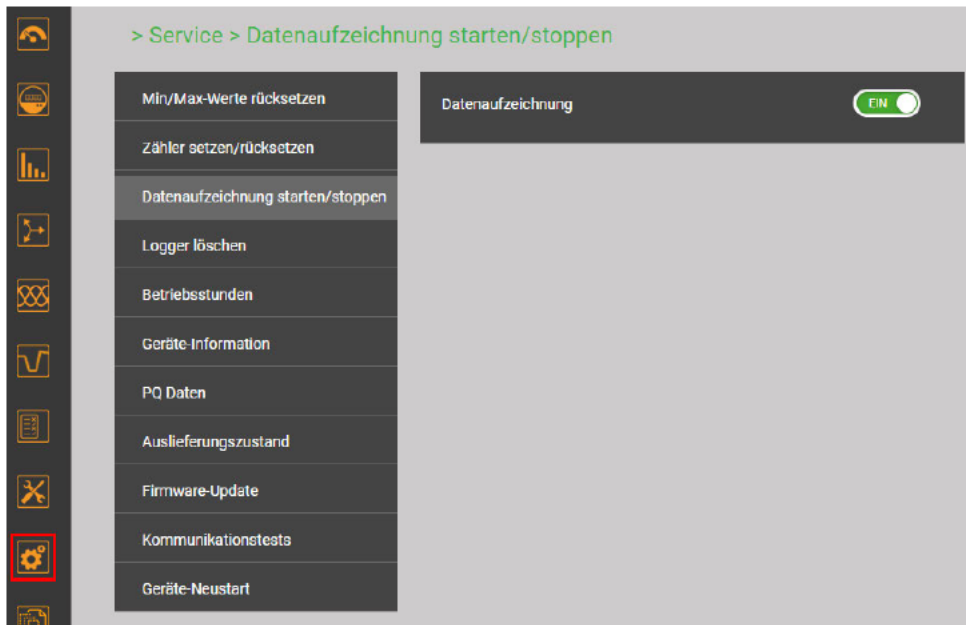 > Service > Datenaufzeichnung starten/stoppen
Min/Max-Werte rücksetzen
Zähler setzen/rücksetzen
Datenaufzeichnung starten/stoppen
Logger löschen
Betriebsstunden
Geräte-Information
PQ Daten
Auslieferungszustand
Firmware-Update
Kommunikationstests
Geräte-Neustart
Datenaufzeichnung
EIN